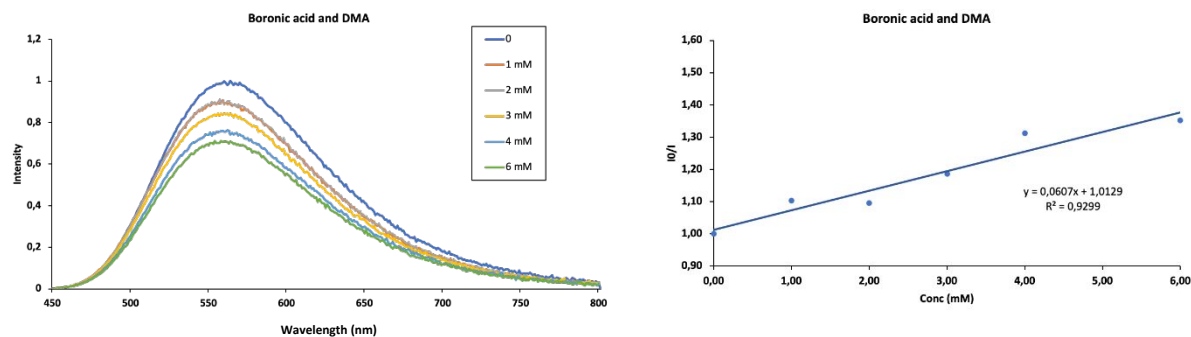 Boronic acid and DMA
1,2
1
0,8
0,6
0,4
0,2
0
Intensity
450
500
550
600
650
700
750
800
Wavelength (nm)
0
1 mM
2 mM
3 mM
4 mM
6 mM
Boronic acid and DMA
1,60
1,50
1,40
1,30
1,20
1,10
1,00
0,90
I0/I
y = 0,0607x + 1,0129
R² = 0,9299
0,00
1,00
2,00
3,00
4,00
5,00
6,00
Conc (mM)